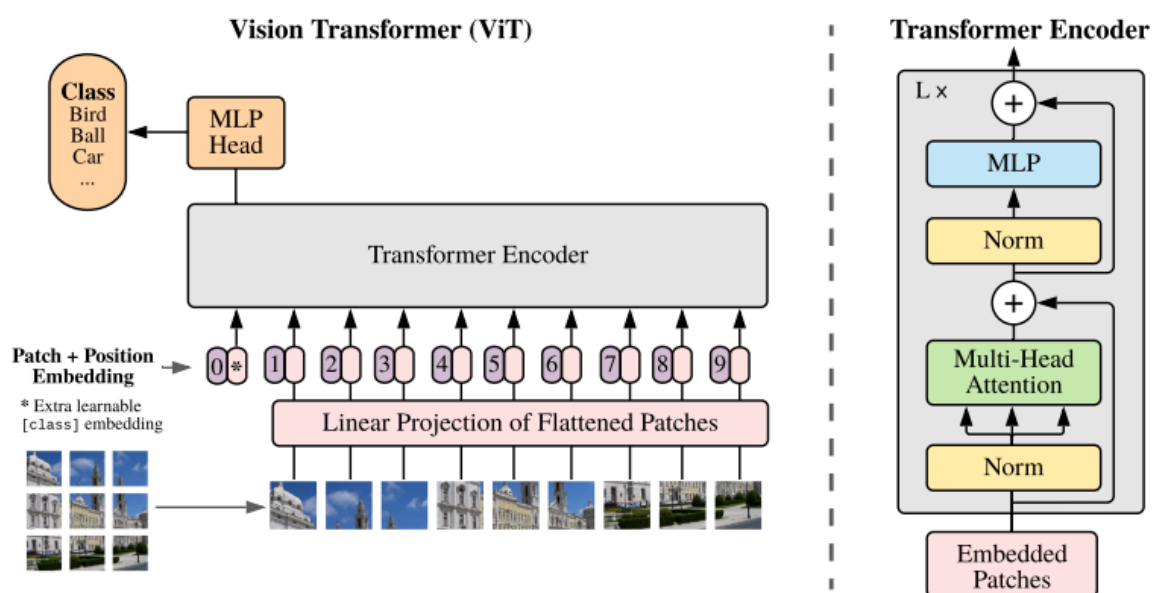 Vision Transformer (ViT)
Class
Bird
Ball
Car
...
MLP
Head
Transformer Encoder
Patch + Position
Embedding
0 * 1 2 3 4 5 6 7 8 9
* Extra learnable
[class] embedding
Linear Projection of Flattened Patches
Transformer Encoder
L ×
+
MLP
Norm
+
Multi-Head
Attention
Norm
Embedded
Patches